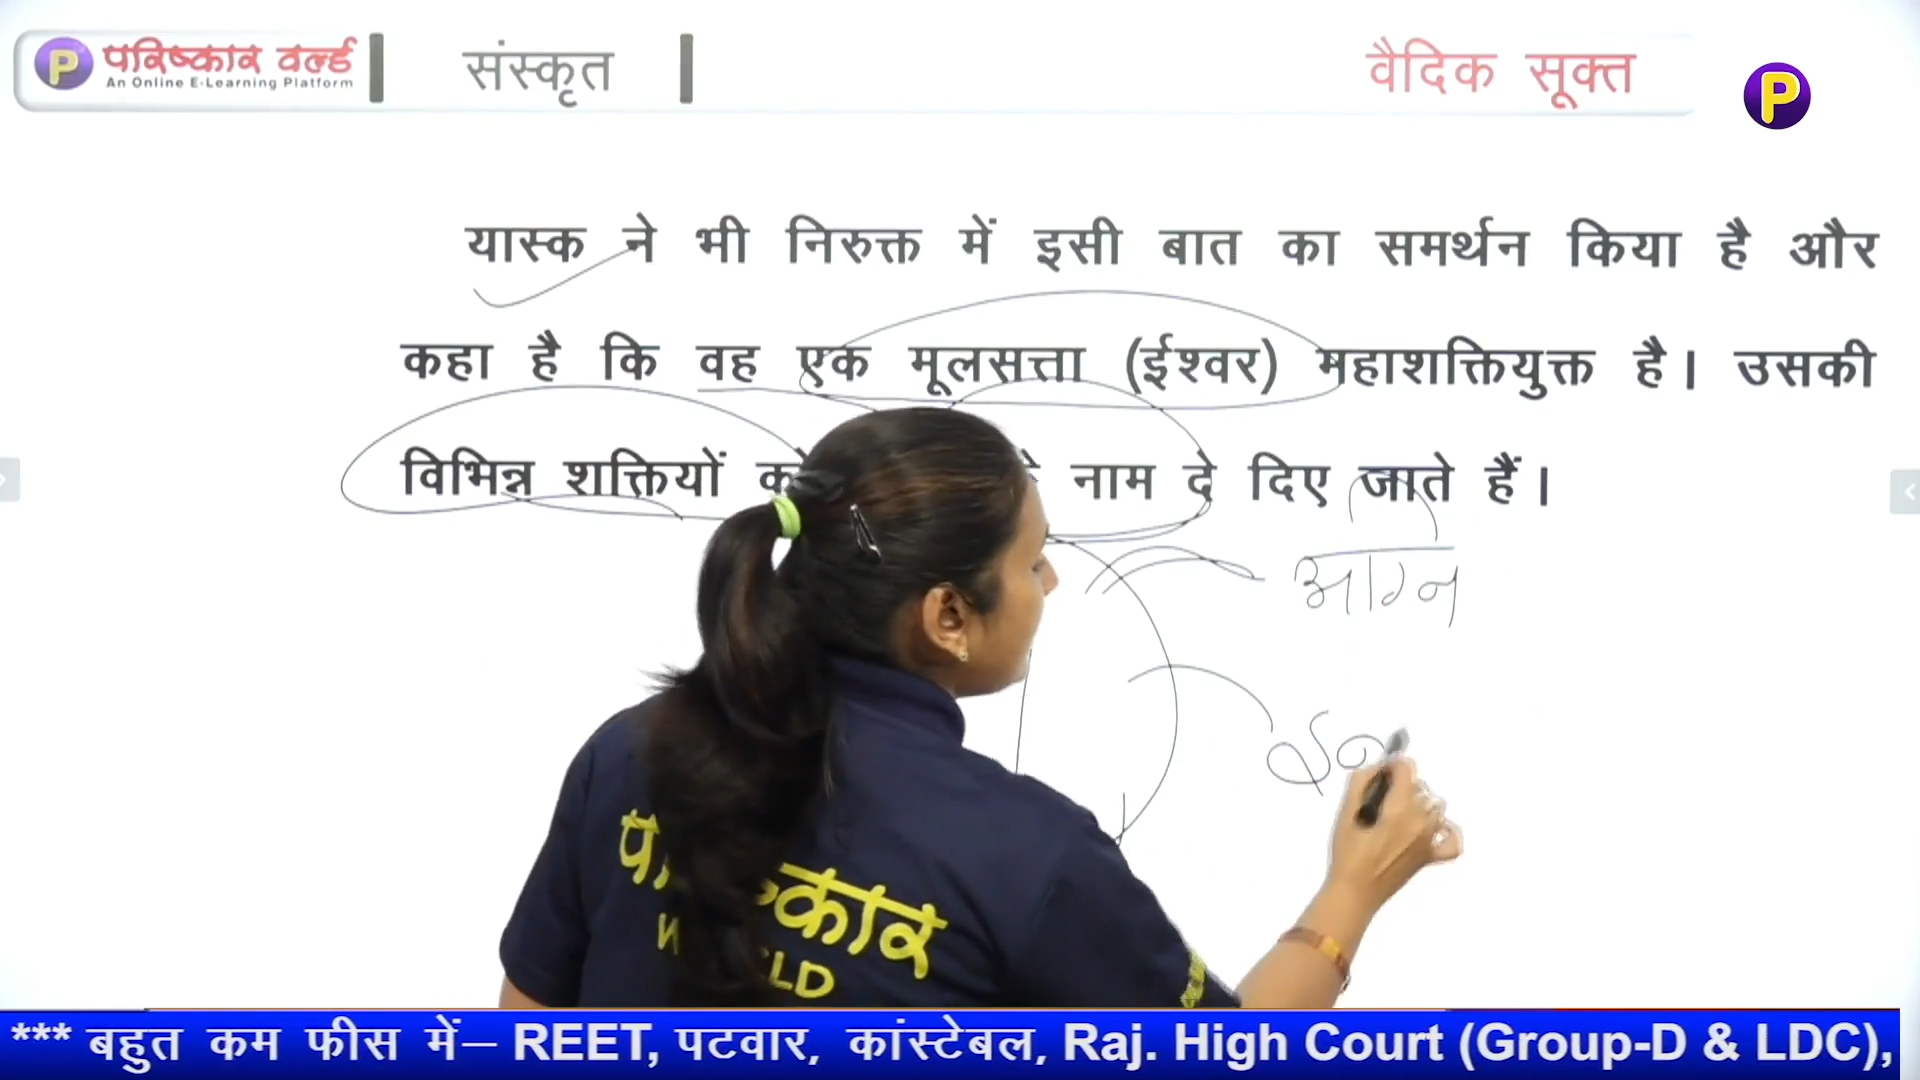 P परिष्कार वर्ल्ड
An Online E-Learning Platform
संस्कृत
वैदिक सूक्त
P
यास्क ने भी निरुक्त में इसी बात का समर्थन किया है और
कहा है कि वह एक मूलसत्ता (ईश्वर) महाशक्तियुक्त है। उसकी
विभिन्न शक्तियों नाम दे दिए जाते हैं।
अग्नि
*** बहुत कम फीस में– REET, पटवार, कांस्टेबल, Raj. High Court (Group-D & LDC),